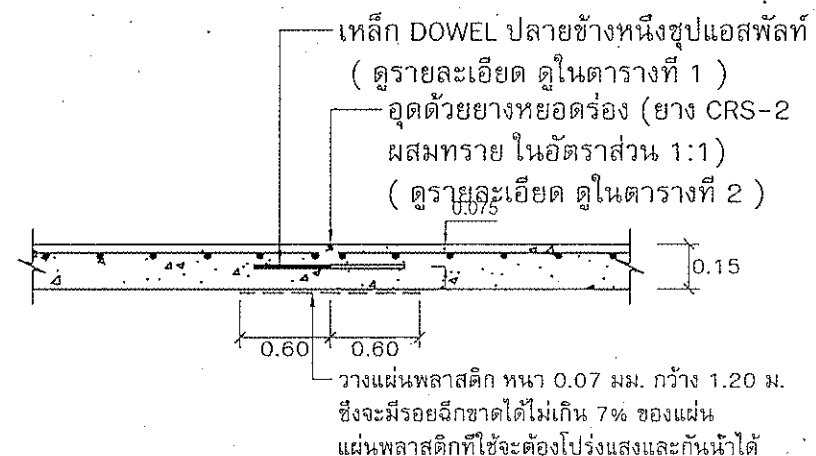 เหล็ก DOWEL ปลายข้างหนึ่งชุปแอสพัลท์
( ดูรายละเอียด ดูในตารางที่ 1 )
อุดด้วยยางหยอดร่อง (ยาง CRS-2
ผสมทราย ในอัตราส่วน 1:1)
( ดูรายละเอียด ดูในตารางที่ 2 )
0.075
0.15
0.60 0.60
วางแผ่นพลาสติก หนา 0.07 มม. กว้าง 1.20 ม.
ซึ่งจะมีรอยฉีกขาดได้ไม่เกิน 7% ของแผ่น
แผ่นพลาสติกที่ใช้จะต้องโปร่งแสงและกันน้ำได้